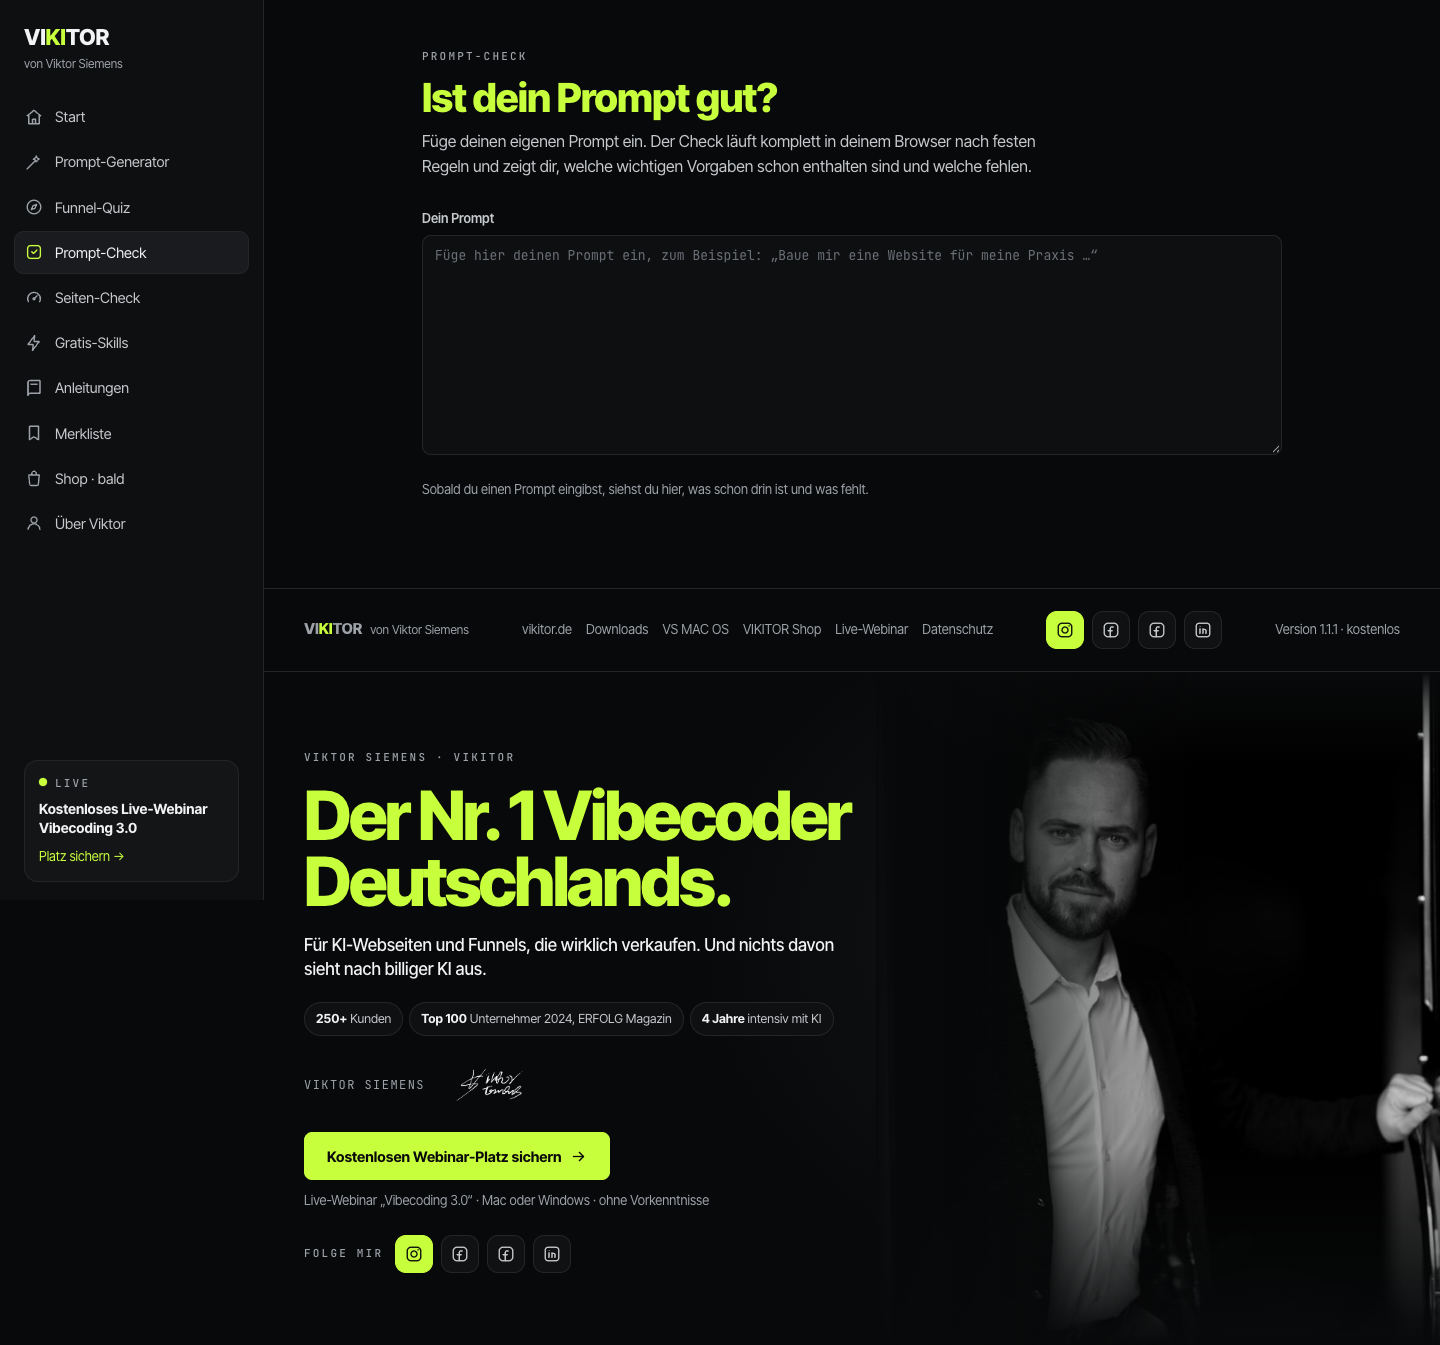 VIKITOR
von Viktor Siemens
Start
Prompt-Generator
Funnel-Quiz
Prompt-Check
Seiten-Check
Gratis-Skills
Anleitungen
Merkliste
Shop · bald
Über Viktor
LIVE
Kostenloses Live-Webinar
Vibecoding 3.0
Platz sichern →
PROMPT-CHECK
Ist dein Prompt gut?
Füge deinen eigenen Prompt ein. Der Check läuft komplett in deinem Browser nach festen
Regeln und zeigt dir, welche wichtigen Vorgaben schon enthalten sind und welche fehlen.
Dein Prompt
Füge hier deinen Prompt ein, zum Beispiel: „Baue mir eine Website für meine Praxis …“
Sobald du einen Prompt eingibst, siehst du hier, was schon drin ist und was fehlt.
VIKITOR von Viktor Siemens
vikitor.de Downloads VS MAC OS VIKITOR Shop Live-Webinar Datenschutz
Version 1.1.1 · kostenlos
VIKTOR SIEMENS · VIKITOR
Der Nr. 1 Vibecoder
Deutschlands.
Für KI-Webseiten und Funnels, die wirklich verkaufen. Und nichts davon
sieht nach billiger KI aus.
250+ Kunden
Top 100 Unternehmer 2024, ERFOLG Magazin
4 Jahre intensiv mit KI
VIKTOR SIEMENS
Kostenlosen Webinar-Platz sichern →
Live-Webinar „Vibecoding 3.0“ · Mac oder Windows · ohne Vorkenntnisse
FOLGE MIR